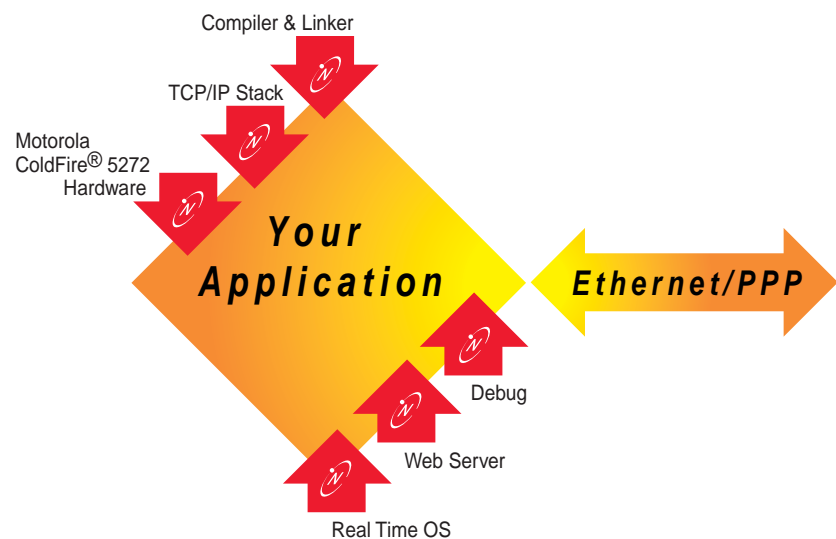 Compiler & Linker
TCP/IP Stack
Motorola
ColdFire® 5272
Hardware
Your
Application
Ethernet/PPP
Debug
Web Server
Real Time OS